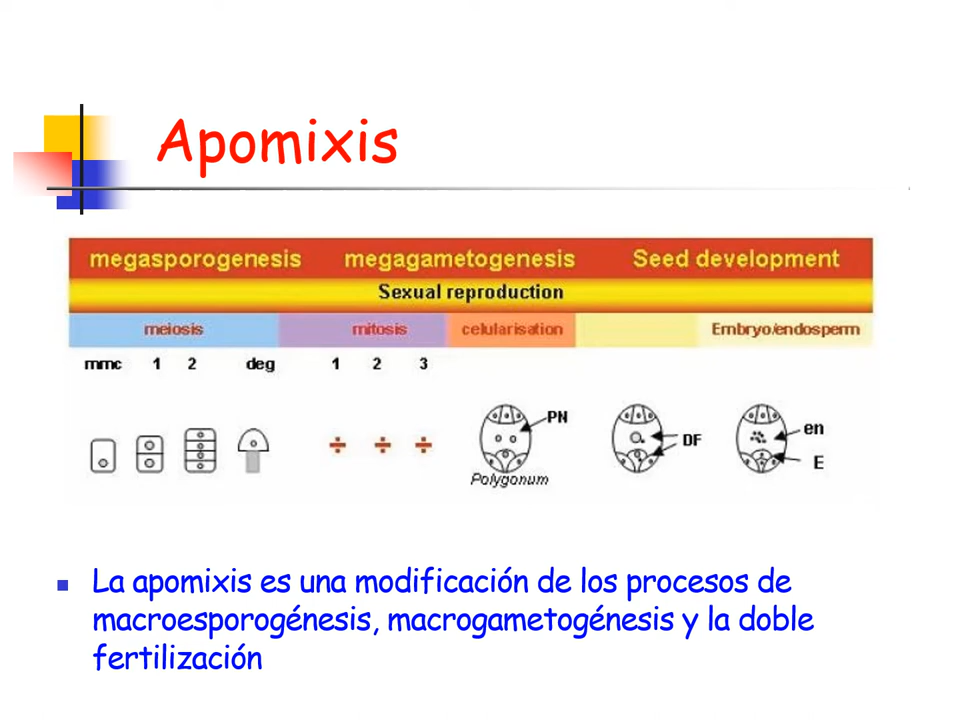 Apomixis
megasporogenesis megagametogenesis Seed development
Sexual reproduction
meiosis mitosis celularisation Embryo/endosperm
mmc 1 2 deg 1 2 3
PN
DF
en
E
Polygonum
La apomixis es una modificación de los procesos de
macroesporogénesis, macrogametogénesis y la doble
fertilización